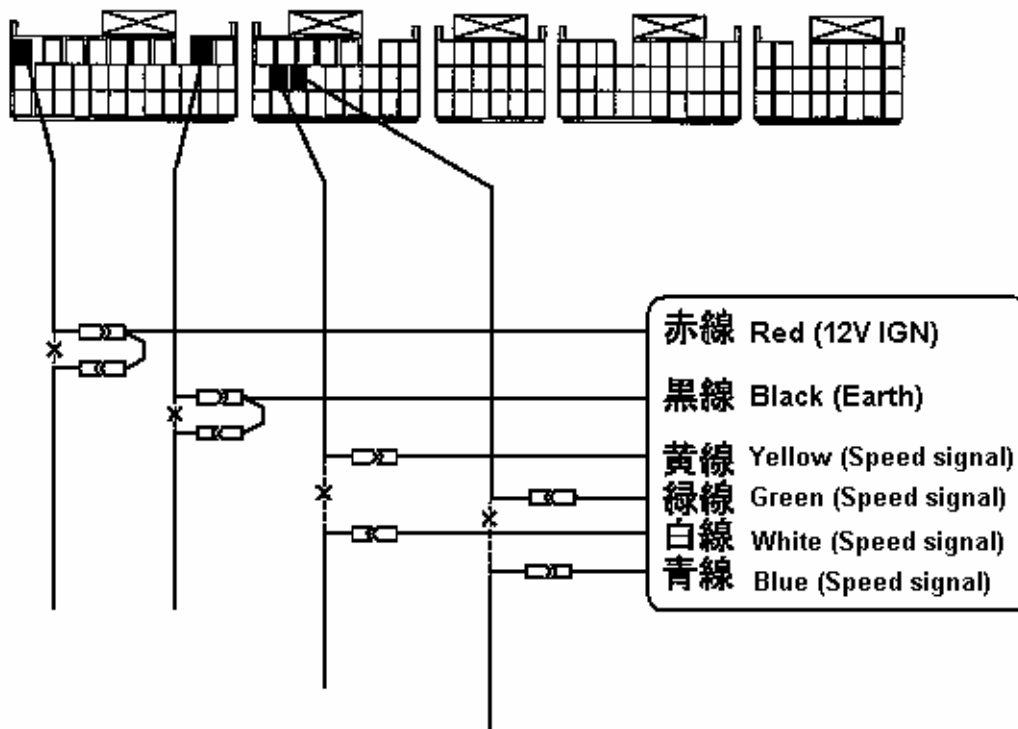 赤線 Red (12V IGN)
黒線 Black (Earth)
黄線 Yellow (Speed signal)
緑線 Green (Speed signal)
白線 White (Speed signal)
青線 Blue (Speed signal)